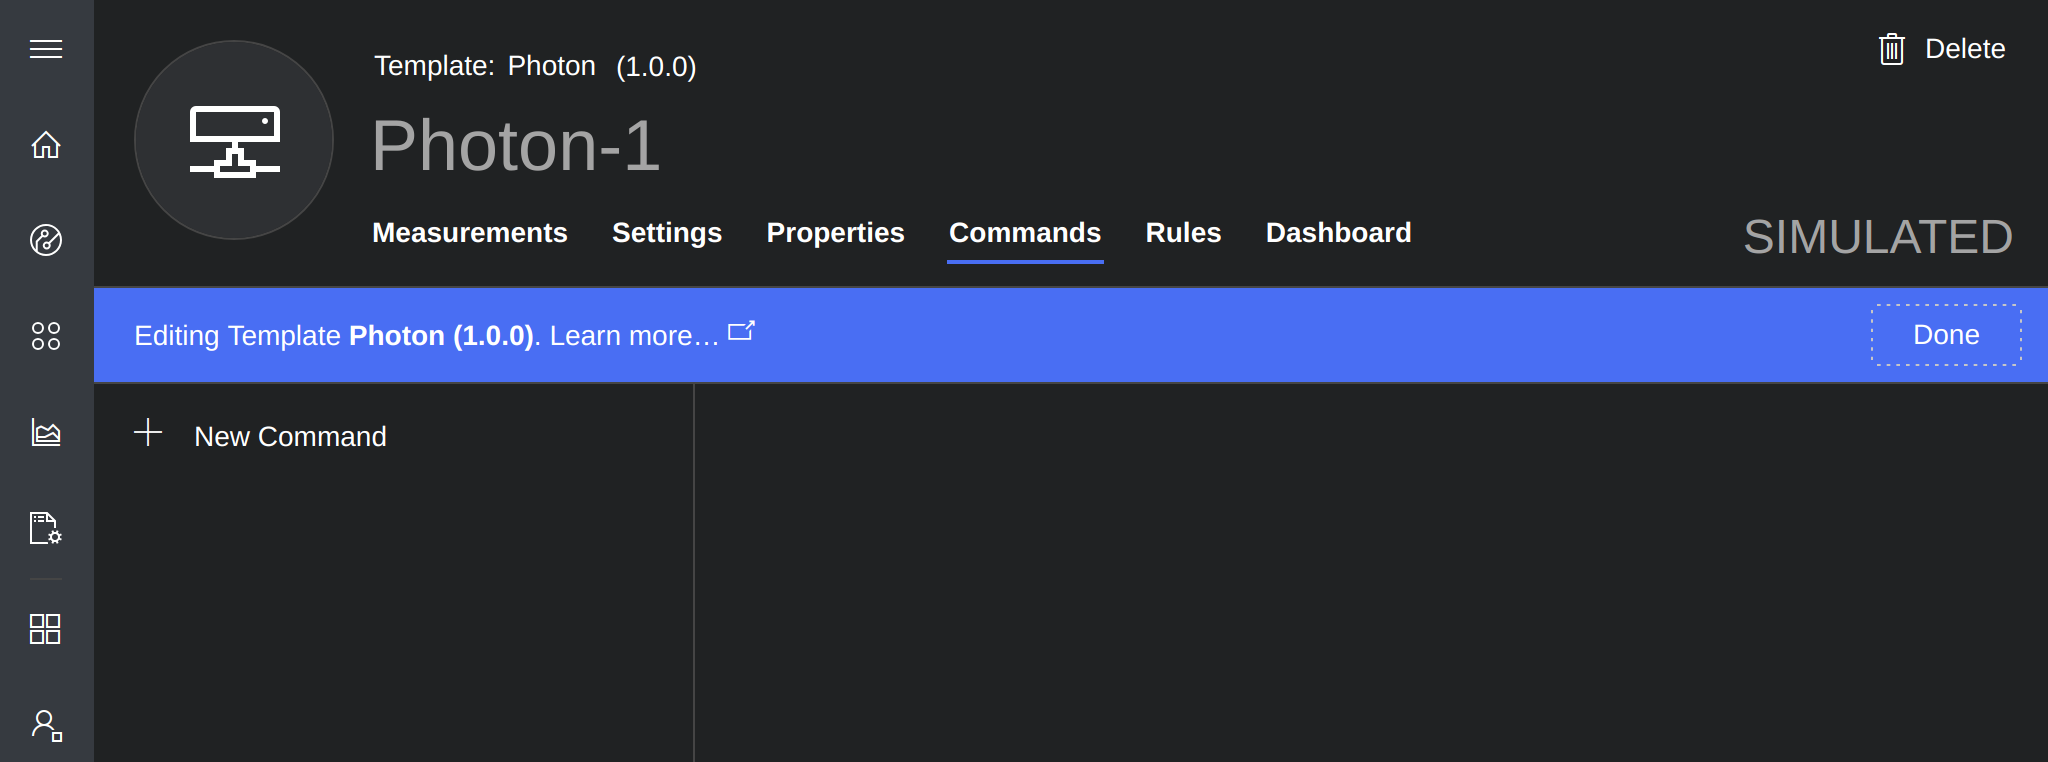 Template: Photon (1.0.0)
Delete
Photon-1
Measurements Settings Properties Commands Rules Dashboard
SIMULATED
Editing Template Photon (1.0.0). Learn more...
Done
New Command